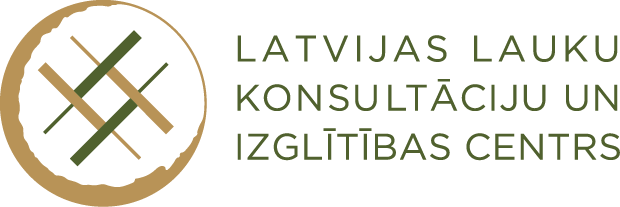 LATVIJAS LAUKU
KONSULTĀCIJU UN
IZGLĪTĪBAS CENTRS